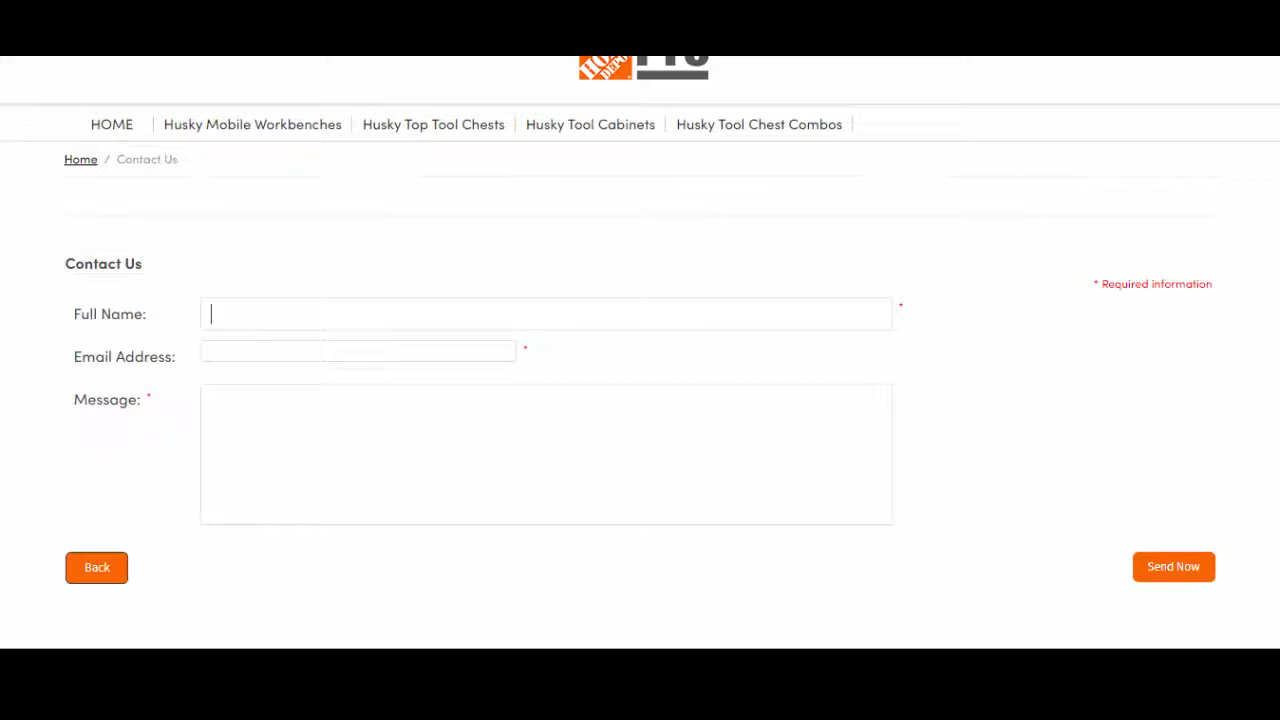 HOME Husky Mobile Workbenches Husky Top Tool Chests Husky Tool Cabinets Husky Tool Chest Combos
Home / Contact Us
Contact Us
* Required information
Full Name: *
Email Address: *
Message: *
Back Send Now